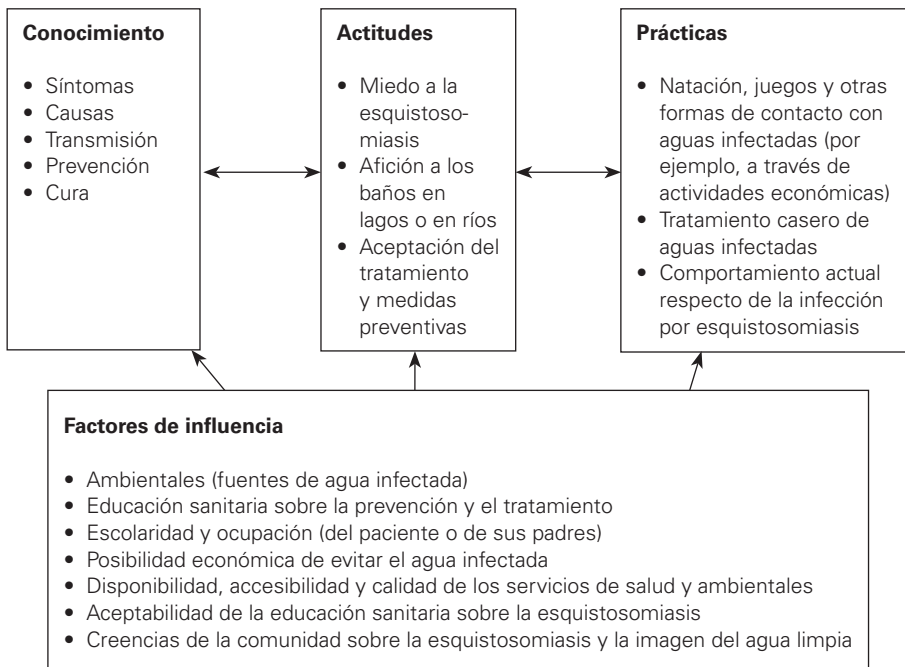 Conocimiento
• Síntomas
• Causas
• Transmisión
• Prevención
• Cura
Actitudes
• Miedo a la
esquistoso-
miasis
• Afición a los
baños en
lagos o en ríos
• Aceptación del
tratamiento
y medidas
preventivas
Prácticas
• Natación, juegos y otras
formas de contacto con
aguas infectadas (por
ejemplo, a través de
actividades económicas)
• Tratamiento casero de
aguas infectadas
• Comportamiento actual
respecto de la infección
por esquistosomiasis
Factores de influencia
• Ambientales (fuentes de agua infectada)
• Educación sanitaria sobre la prevención y el tratamiento
• Escolaridad y ocupación (del paciente o de sus padres)
• Posibilidad económica de evitar el agua infectada
• Disponibilidad, accesibilidad y calidad de los servicios de salud y ambientales
• Aceptabilidad de la educación sanitaria sobre la esquistosomiasis
• Creencias de la comunidad sobre la esquistosomiasis y la imagen del agua limpia